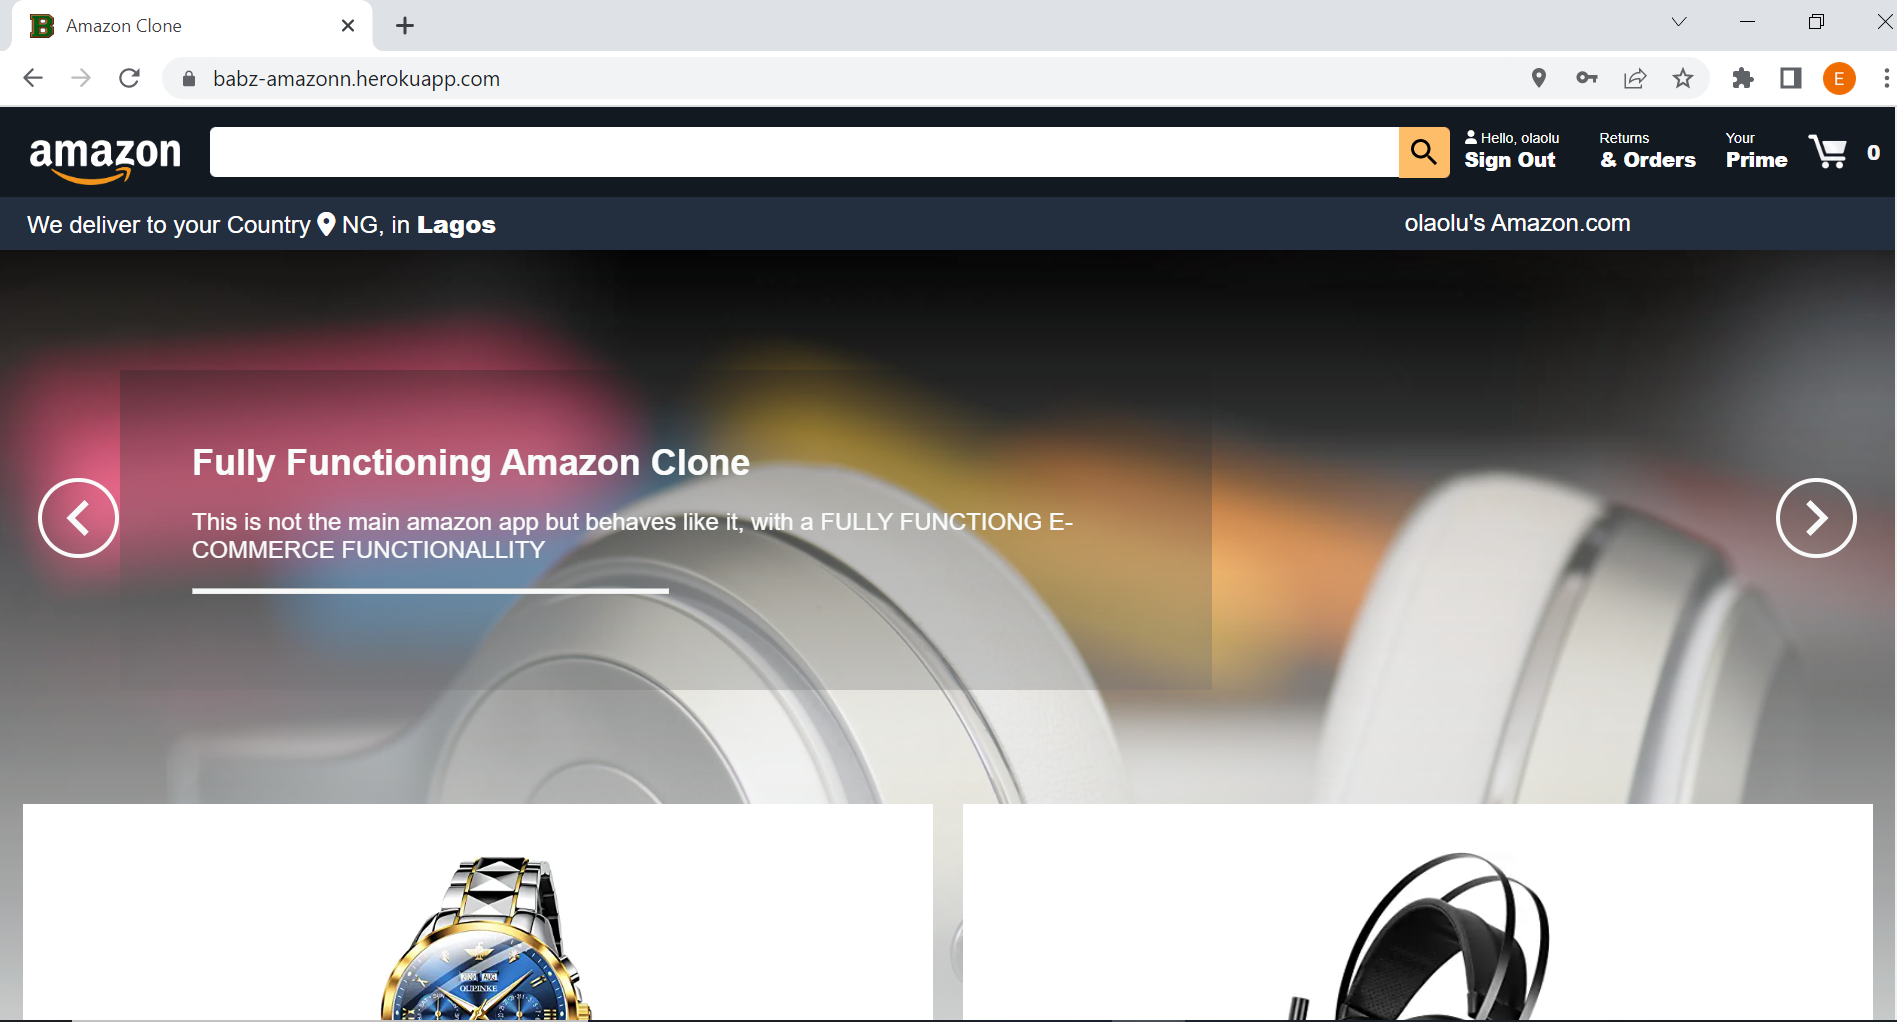 Amazon Clone
babz-amazonn.herokuapp.com
E
amazon
Hello, olaolu
Sign Out
Returns
& Orders
Your
Prime
0
We deliver to your Country NG, in Lagos
olaolu's Amazon.com
Fully Functioning Amazon Clone
This is not the main amazon app but behaves like it, with a FULLY FUNCTIONG E-
COMMERCE FUNCTIONALLITY
OUPINKE